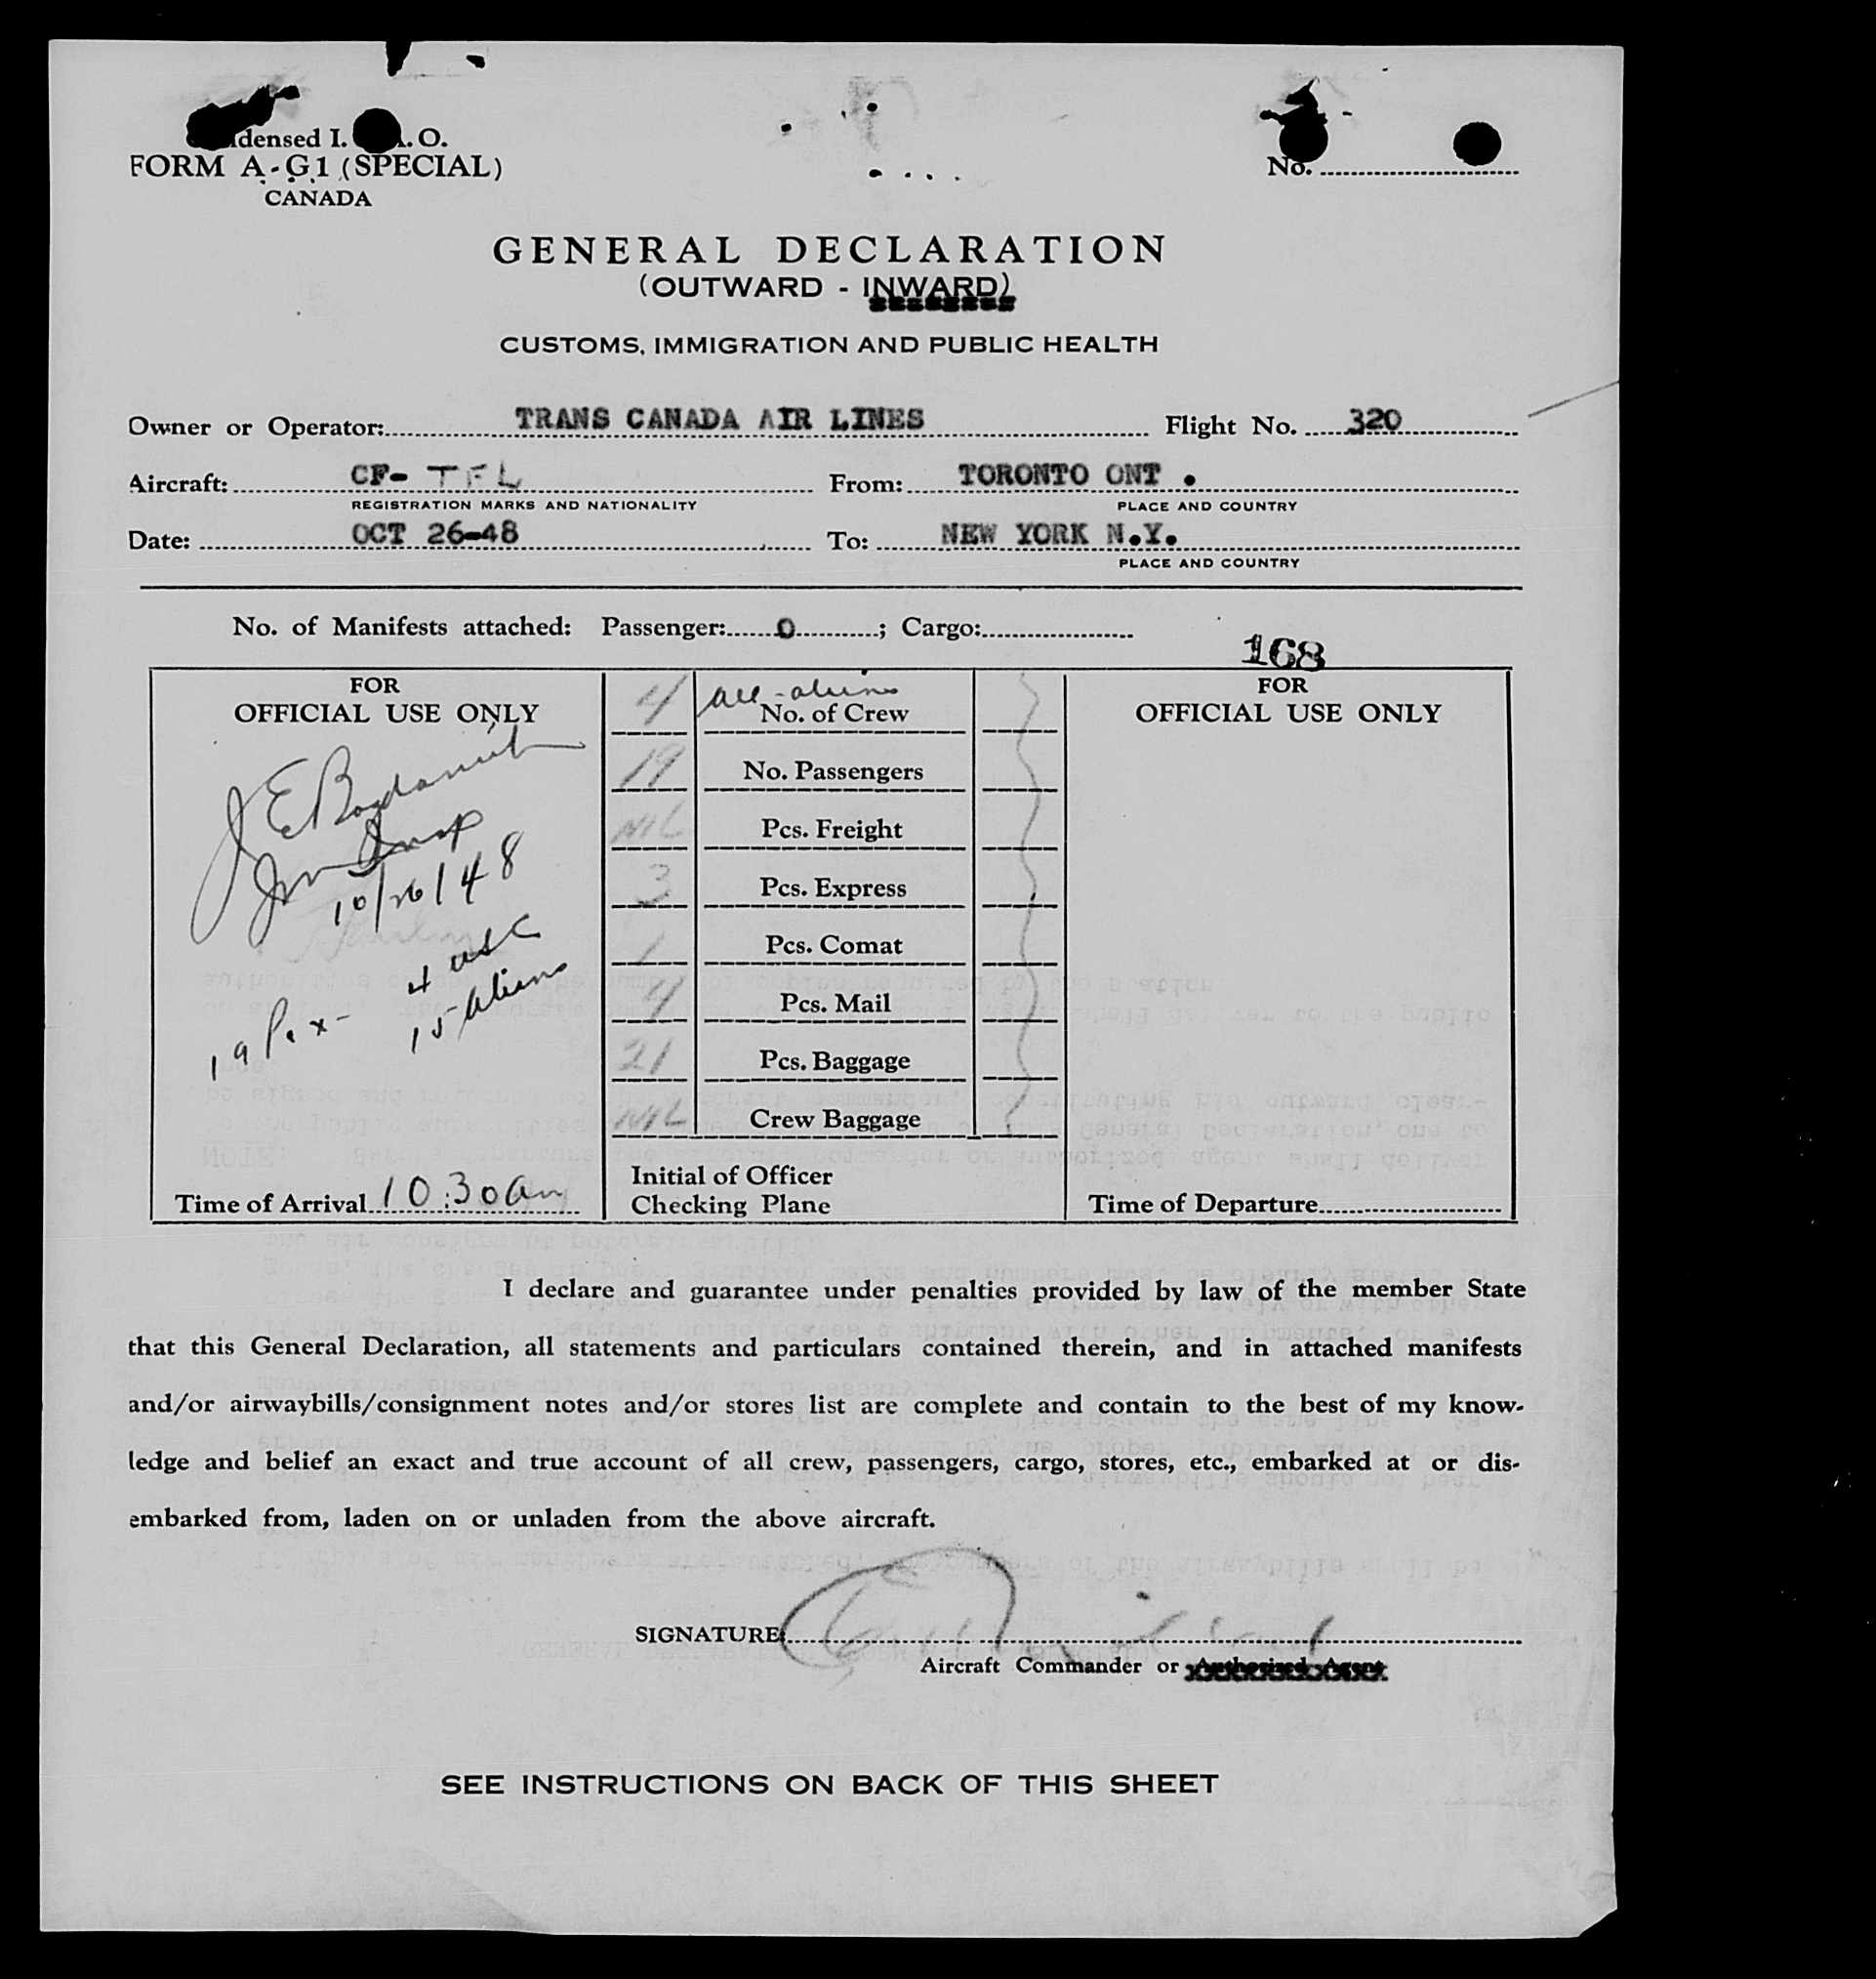 densed I. .O.
FORM A-G1 (SPECIAL)
CANADA
No.
GENERAL DECLARATION
(OUTWARD - INWARD)
CUSTOMS, IMMIGRATION AND PUBLIC HEALTH
Owner or Operator: TRANS CANADA AIR LINES Flight No. 320
Aircraft: CF- TFL From: TORONTO ONT .
REGISTRATION MARKS AND NATIONALITY PLACE AND COUNTRY
Date: OCT 26-48 To: NEW YORK N.Y.
PLACE AND COUNTRY
No. of Manifests attached: Passenger: 0 ; Cargo:
168
FOR
OFFICIAL USE ONLY
J E
Imm Insp
10/26/48
19 Pax - 4 USC
15 aliens
Time of Arrival 10:30am
4 all-aliens
No. of Crew
19 No. Passengers
NIL Pcs. Freight
3 Pcs. Express
1 Pcs. Comat
4 Pcs. Mail
21 Pcs. Baggage
NIL Crew Baggage
Initial of Officer
Checking Plane
FOR
OFFICIAL USE ONLY
Time of Departure
I declare and guarantee under penalties provided by law of the member State
that this General Declaration, all statements and particulars contained therein, and in attached manifests
and/or airwaybills/consignment notes and/or stores list are complete and contain to the best of my know-
ledge and belief an exact and true account of all crew, passengers, cargo, stores, etc., embarked at or dis-
embarked from, laden on or unladen from the above aircraft.
SIGNATURE:
Aircraft Commander or Authorized Agent
SEE INSTRUCTIONS ON BACK OF THIS SHEET